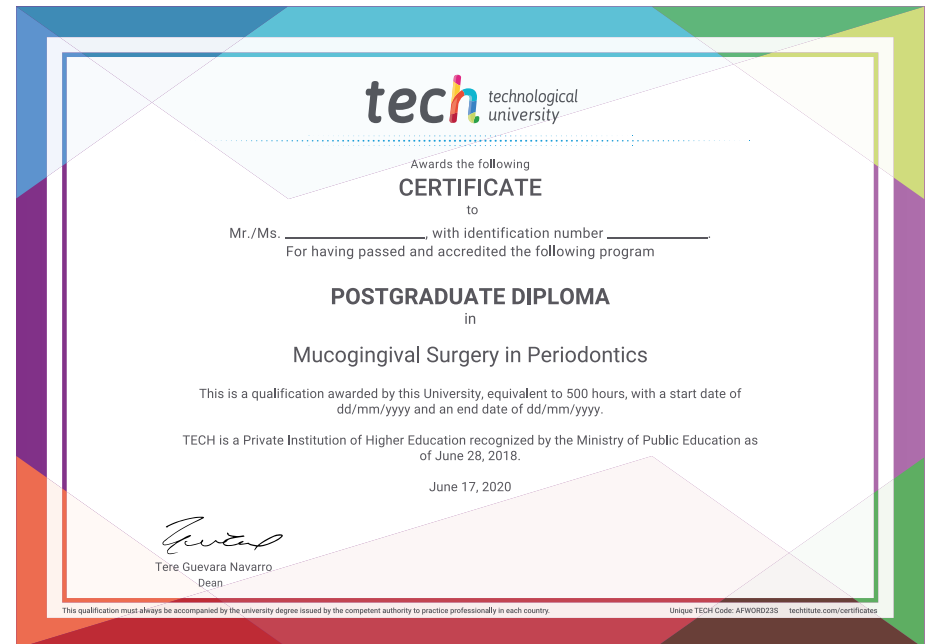 tech technological
university
Awards the following
CERTIFICATE
to
Mr./Ms. ____________________, with identification number ______________.
For having passed and accredited the following program
POSTGRADUATE DIPLOMA
in
Mucogingival Surgery in Periodontics
This is a qualification awarded by this University, equivalent to 500 hours, with a start date of
dd/mm/yyyy and an end date of dd/mm/yyyy.
TECH is a Private Institution of Higher Education recognized by the Ministry of Public Education as
of June 28, 2018.
June 17, 2020
Tere Guevara Navarro
Dean
This qualification must always be accompanied by the university degree issued by the competent authority to practice professionally in each country. Unique TECH Code: AFWORD23S techtitute.com/certificates